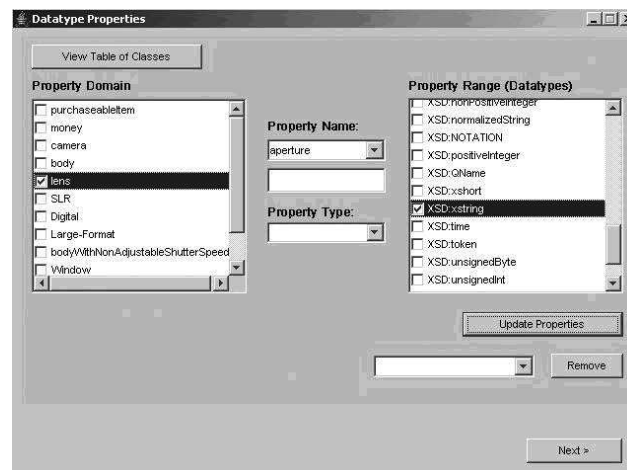 Datatype Properties
View Table of Classes
Property Domain
purchaseableItem
money
camera
body
lens
SLR
Digital
Large-Format
bodyWithNonAdjustableShutterSpeed
Window
Property Name:
aperture
Property Type:
Property Range (Datatypes)
XSD:nonPositiveInteger
XSD:normalizedString
XSD:NOTATION
XSD:positiveInteger
XSD:QName
XSD:xshort
XSD:xstring
XSD:time
XSD:token
XSD:unsignedByte
XSD:unsignedInt
Update Properties
Remove
Next »